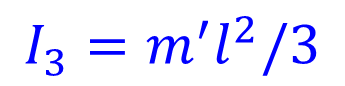 I₃ = m′l²/3